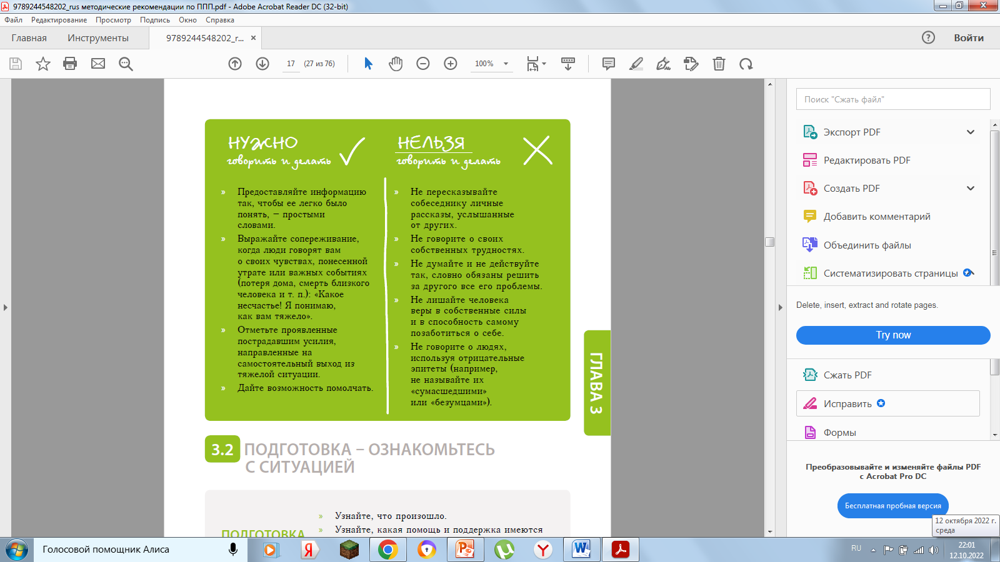 9789244548202_rus методические рекомендации по ППП.pdf - Adobe Acrobat Reader DC (32-bit)
Файл Редактирование Просмотр Подпись Окно Справка
Главная Инструменты 9789244548202_r... × Войти
17 (27 из 76) 100%
НУЖНО
говорить и делать
» Предоставляйте информацию
так, чтобы ее легко было
понять, – простыми
словами.
» Выражайте сопереживание,
когда люди говорят вам
о своих чувствах, понесенной
утрате или важных событиях
(потеря дома, смерть близкого
человека и т. п.): «Какое
несчастье! Я понимаю,
как вам тяжело».
» Отметьте проявленные
пострадавшим усилия,
направленные на
самостоятельный выход из
тяжелой ситуации.
» Дайте возможность помолчать.
НЕЛЬЗЯ
говорить и делать
» Не пересказывайте
собеседнику личные
рассказы, услышанные
от других.
» Не говорите о своих
собственных трудностях.
» Не думайте и не действуйте
так, словно обязаны решить
за другого все его проблемы.
» Не лишайте человека
веры в собственные силы
и в способность самому
позаботиться о себе.
» Не говорите о людях,
используя отрицательные
эпитеты (например,
не называйте их
«сумасшедшими»
или «безумцами»).
ГЛАВА 3
3.2 ПОДГОТОВКА – ОЗНАКОМЬТЕСЬ
С СИТУАЦИЕЙ
ПОДГОТОВКА
» Узнайте, что произошло.
» Узнайте, какая помощь и поддержка имеются
Поиск "Сжать файл"
Экспорт PDF
Редактировать PDF
Создать PDF
Добавить комментарий
Объединить файлы
Систематизировать страницы
Delete, insert, extract and rotate pages.
Try now
Сжать PDF
Исправить
Формы
Преобразовывайте и изменяйте файлы PDF
с Acrobat Pro DC
Бесплатная пробная версия
12 октября 2022 г.
среда
Голосовой помощник Алиса
RU
22:01
12.10.2022